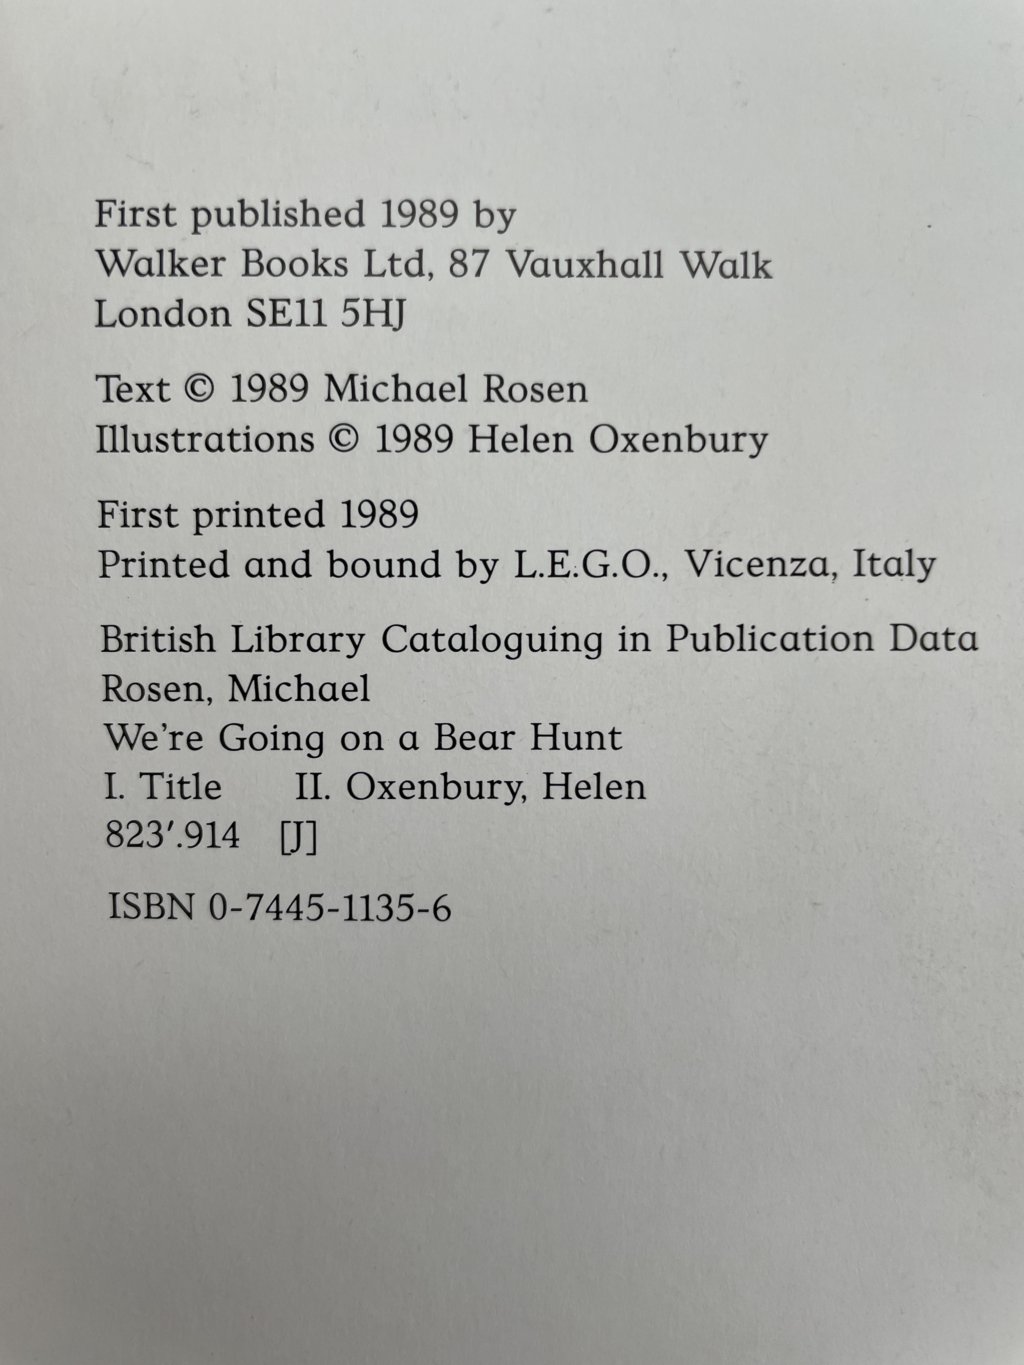 First published 1989 by
Walker Books Ltd, 87 Vauxhall Walk
London SE11 5HJ
Text © 1989 Michael Rosen
Illustrations © 1989 Helen Oxenbury
First printed 1989
Printed and bound by L.E.G.O., Vicenza, Italy
British Library Cataloguing in Publication Data
Rosen, Michael
We're Going on a Bear Hunt
I. Title II. Oxenbury, Helen
823′.914 [J]
ISBN 0-7445-1135-6